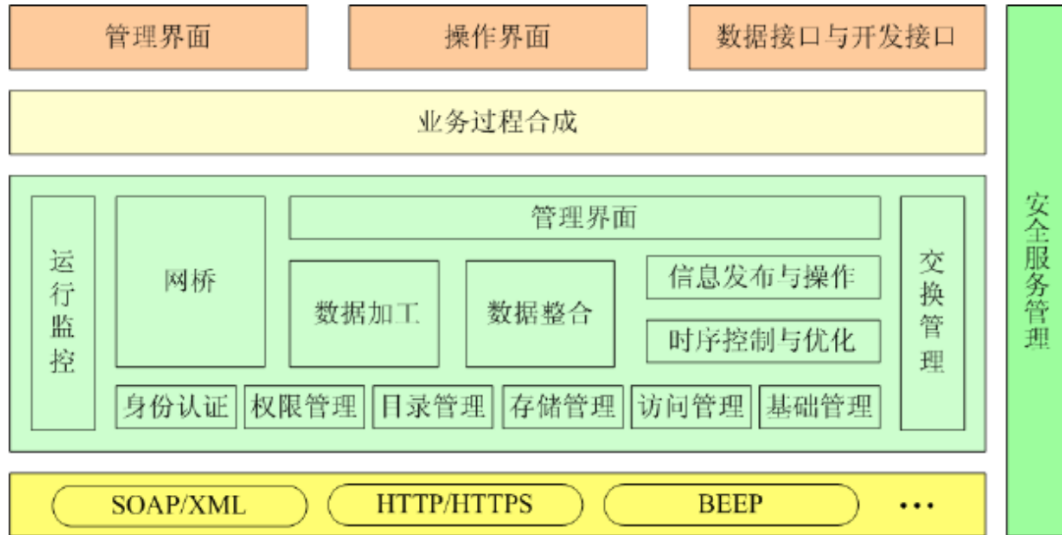 管理界面
操作界面
数据接口与开发接口
业务过程合成
运行监控
网桥
管理界面
数据加工
数据整合
信息发布与操作
时序控制与优化
交换管理
身份认证
权限管理
目录管理
存储管理
访问管理
基础管理
SOAP/XML
HTTP/HTTPS
BEEP
…
安全服务管理